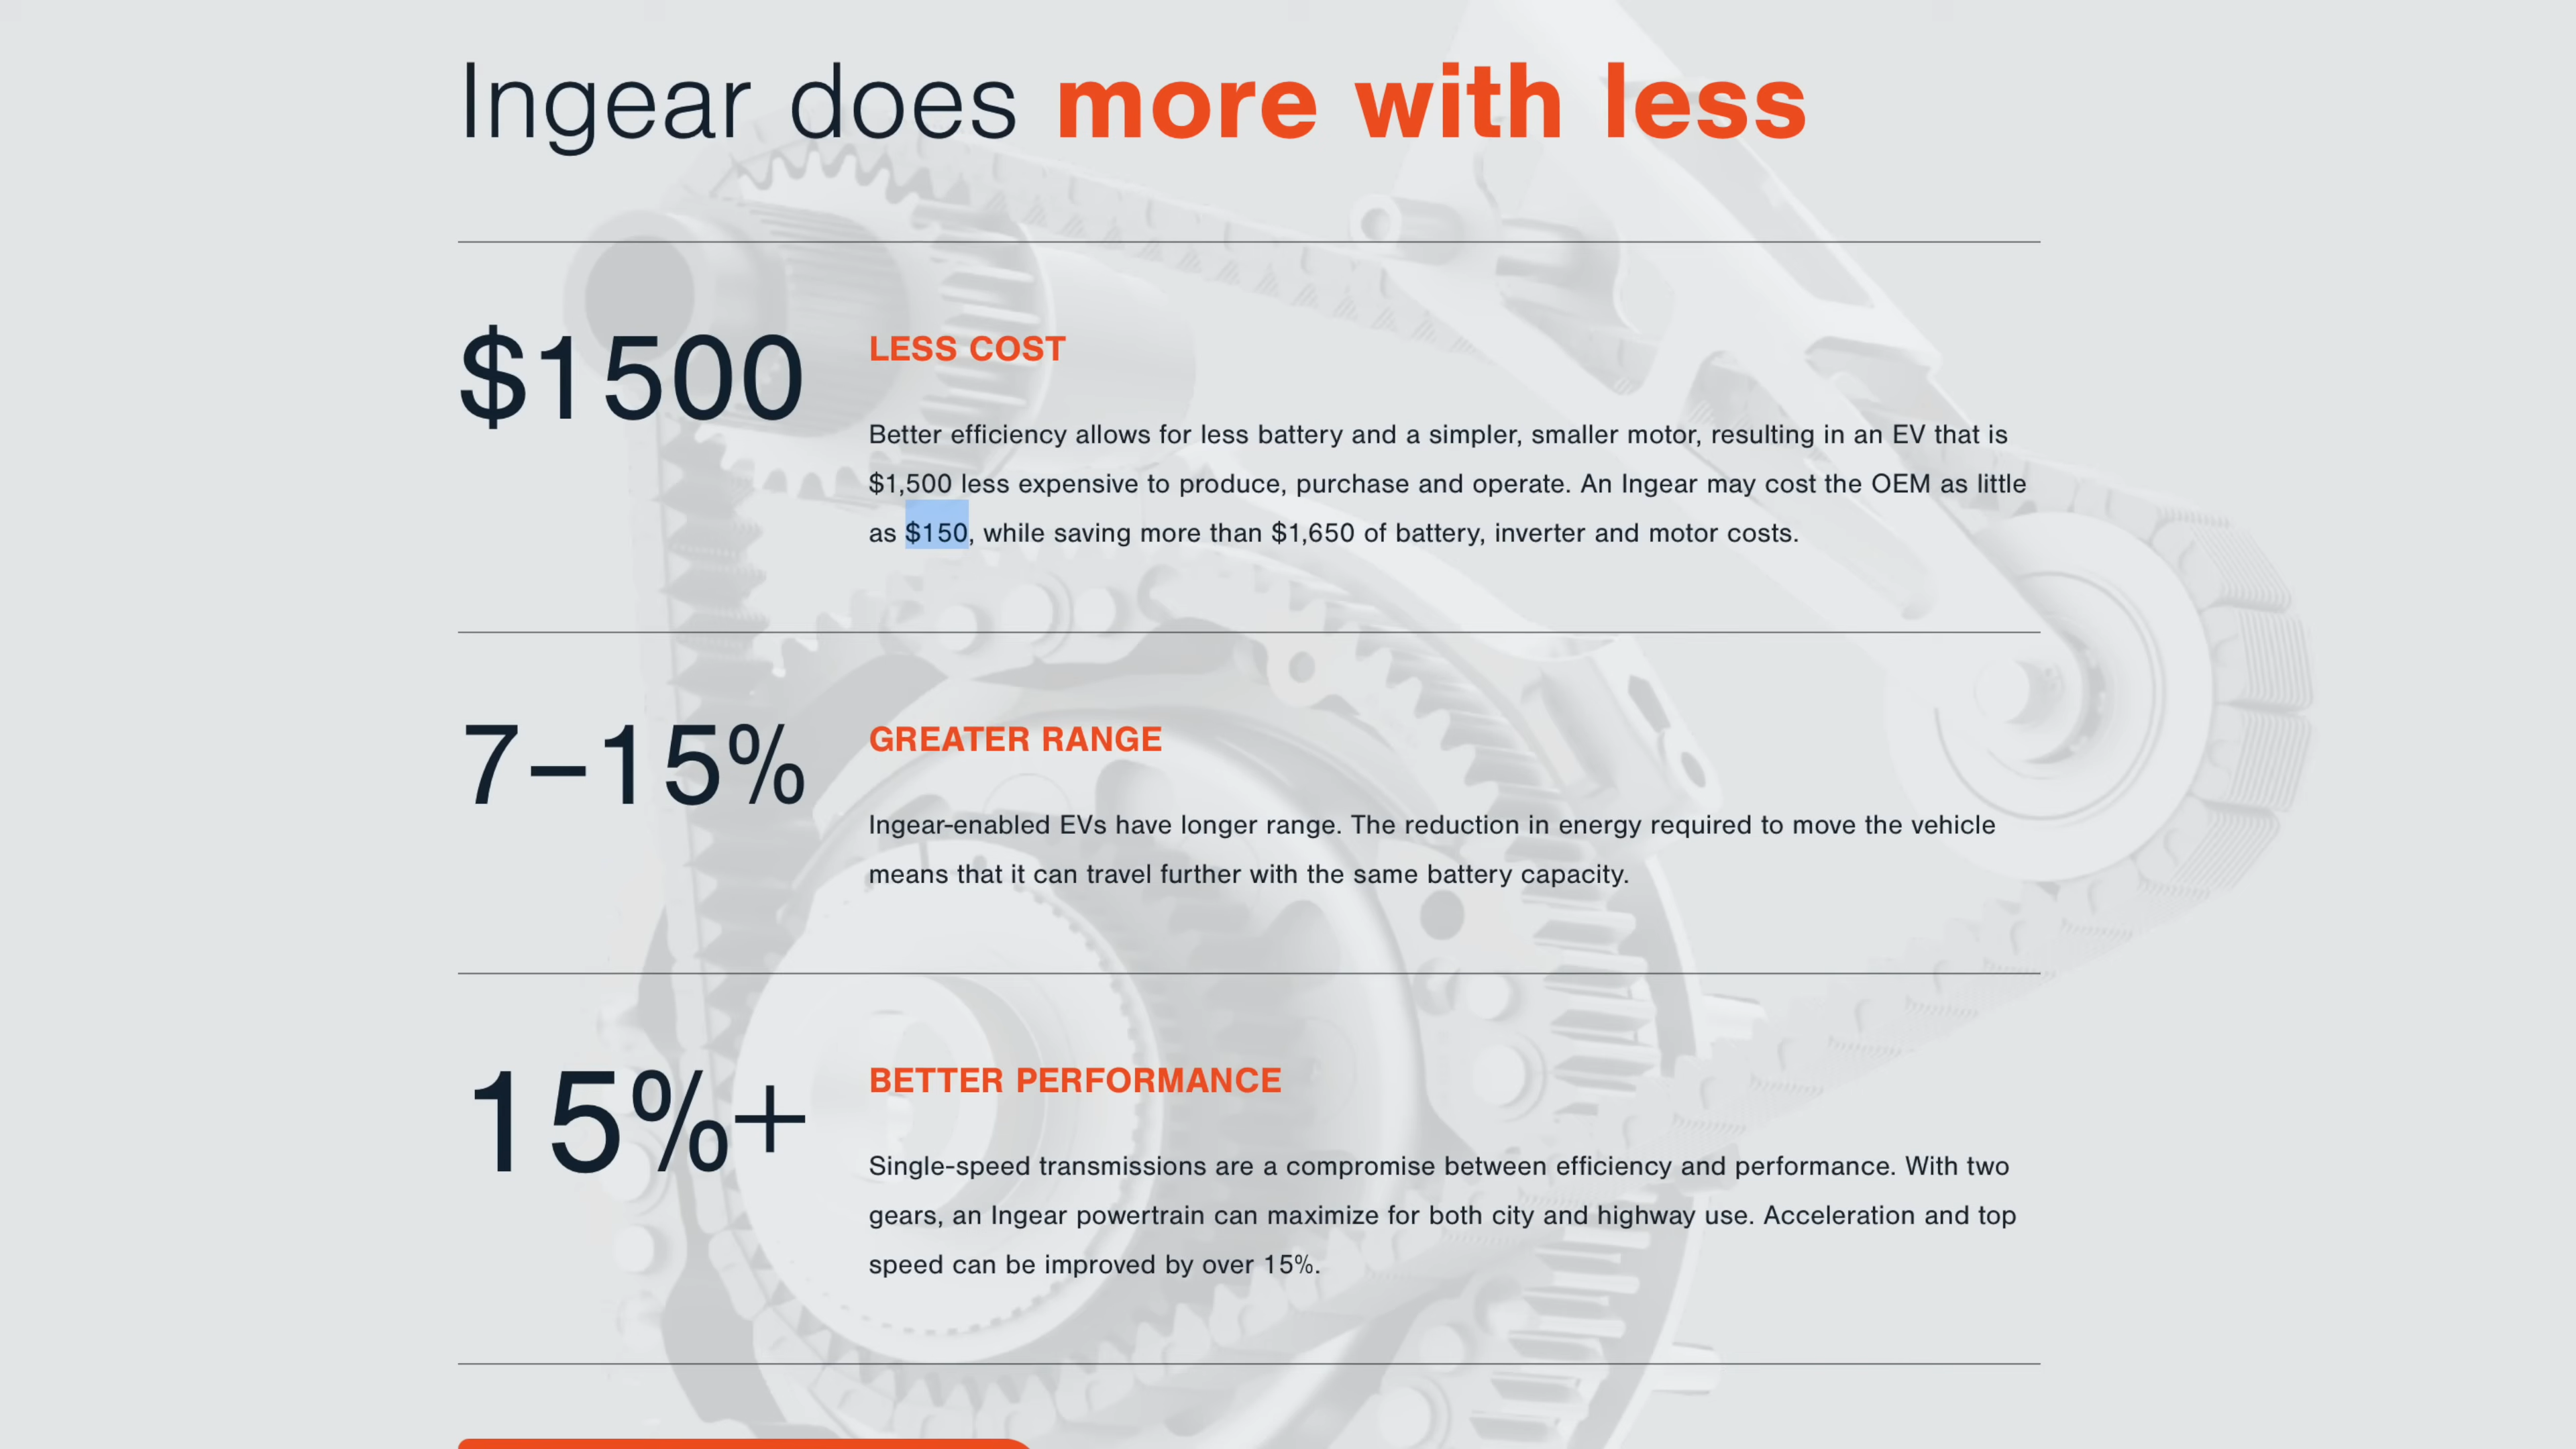 Ingear does more with less
$1500
LESS COST
Better efficiency allows for less battery and a simpler, smaller motor, resulting in an EV that is
$1,500 less expensive to produce, purchase and operate. An Ingear may cost the OEM as little
as $150, while saving more than $1,650 of battery, inverter and motor costs.
7–15%
GREATER RANGE
Ingear-enabled EVs have longer range. The reduction in energy required to move the vehicle
means that it can travel further with the same battery capacity.
15%+
BETTER PERFORMANCE
Single-speed transmissions are a compromise between efficiency and performance. With two
gears, an Ingear powertrain can maximize for both city and highway use. Acceleration and top
speed can be improved by over 15%.